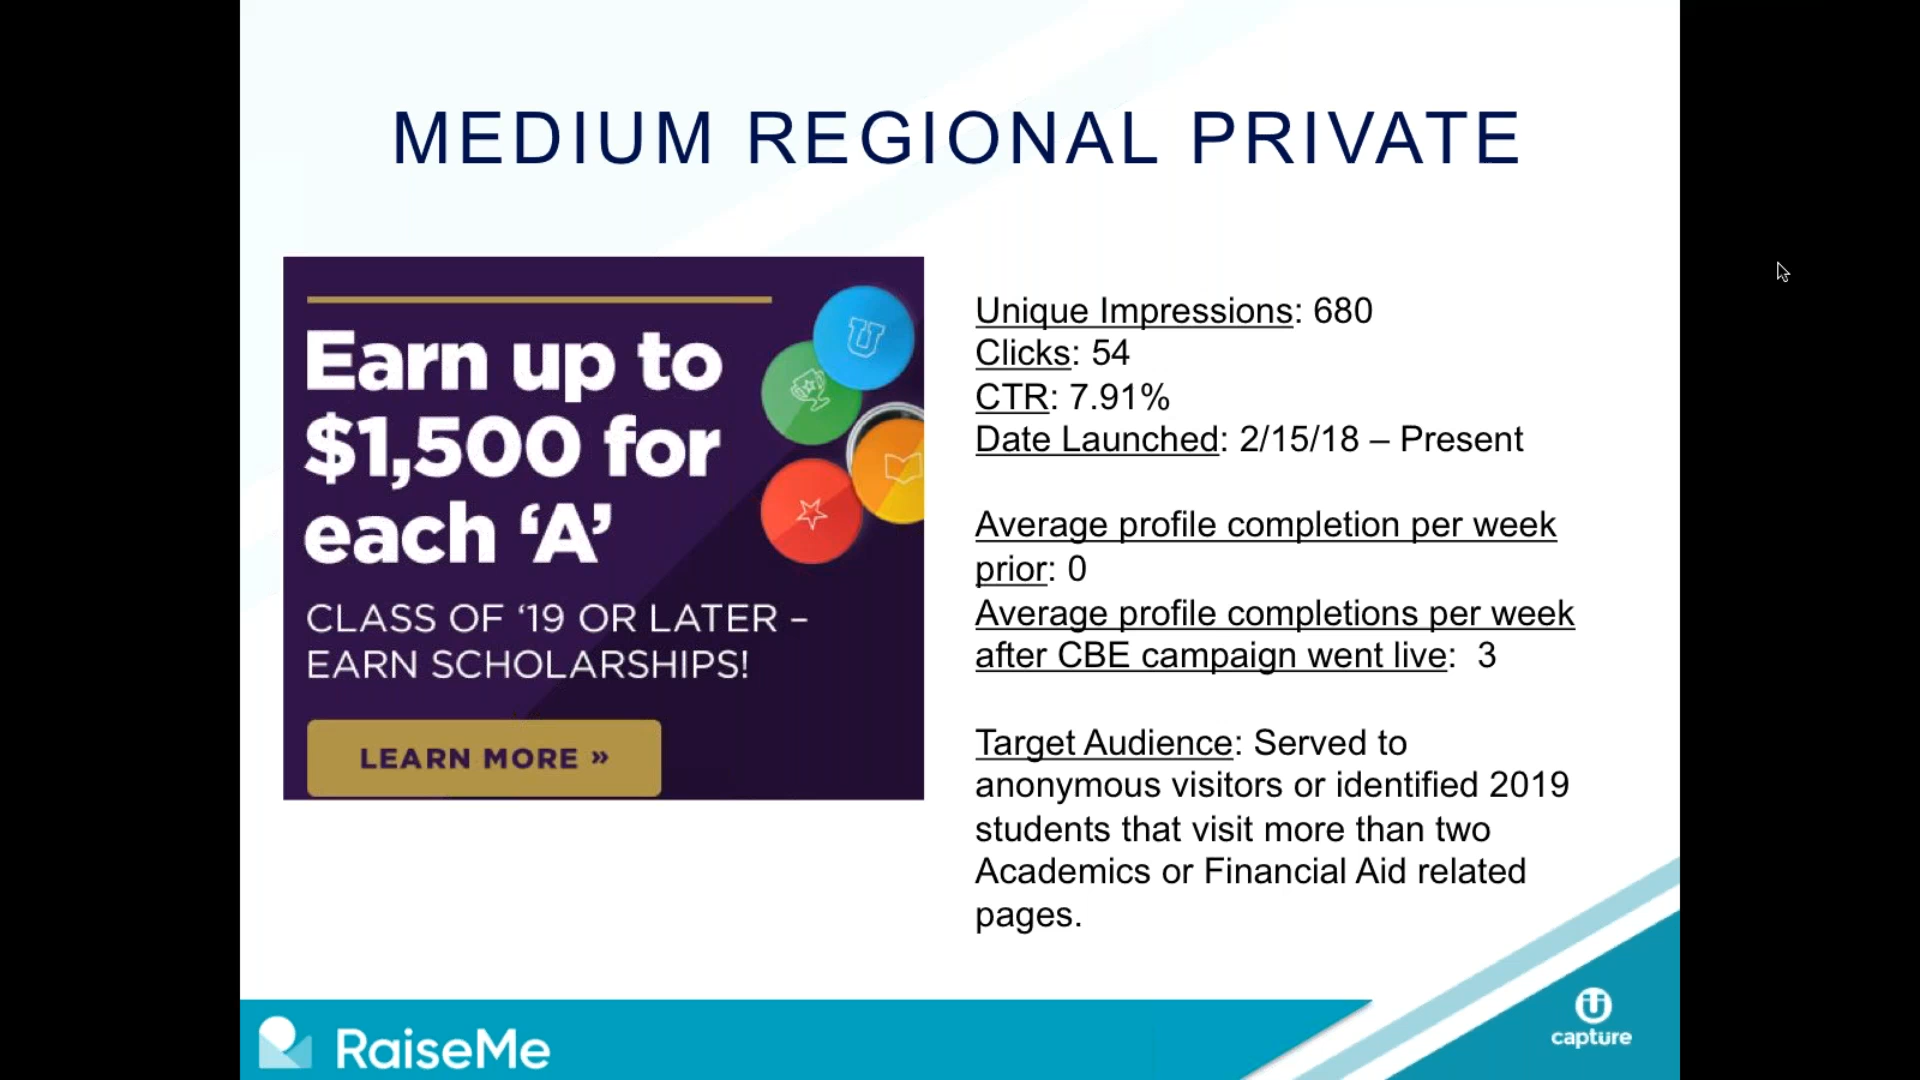 MEDIUM REGIONAL PRIVATE
Earn up to
$1,500 for
each ‘A’
CLASS OF ‘19 OR LATER –
EARN SCHOLARSHIPS!
LEARN MORE »
Unique Impressions: 680
Clicks: 54
CTR: 7.91%
Date Launched: 2/15/18 – Present
Average profile completion per week
prior: 0
Average profile completions per week
after CBE campaign went live:  3
Target Audience: Served to
anonymous visitors or identified 2019
students that visit more than two
Academics or Financial Aid related
pages.
RaiseMe
capture